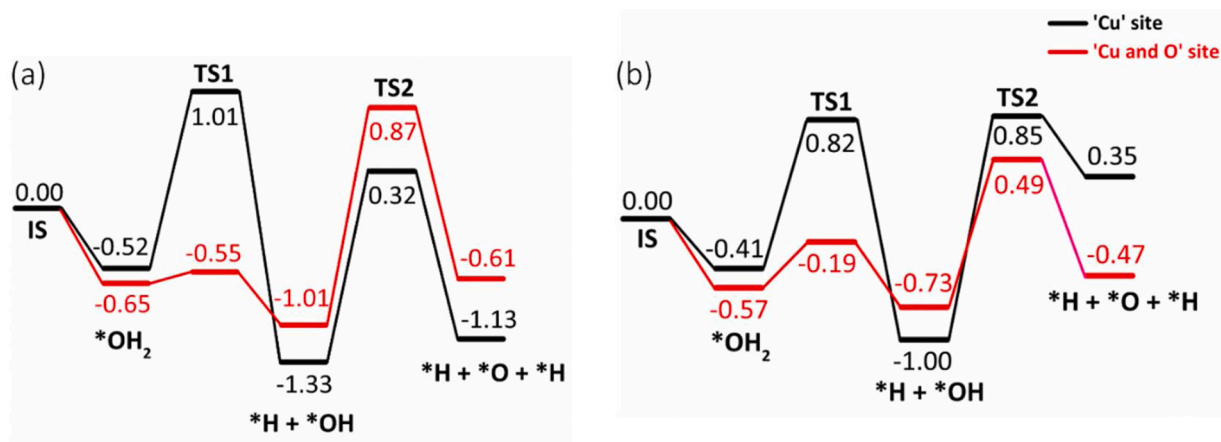 'Cu' site
'Cu and O' site
(a)
TS1
1.01
TS2
0.87
0.32
0.00
IS
-0.52
-0.55
-0.65
*OH2
-1.01
-1.33
*H + *OH
-0.61
-1.13
*H + *O + *H
(b)
TS1
0.82
TS2
0.85
0.49
0.35
0.00
IS
-0.41
-0.19
-0.57
*OH2
-0.73
-1.00
*H + *OH
-0.47
*H + *O + *H